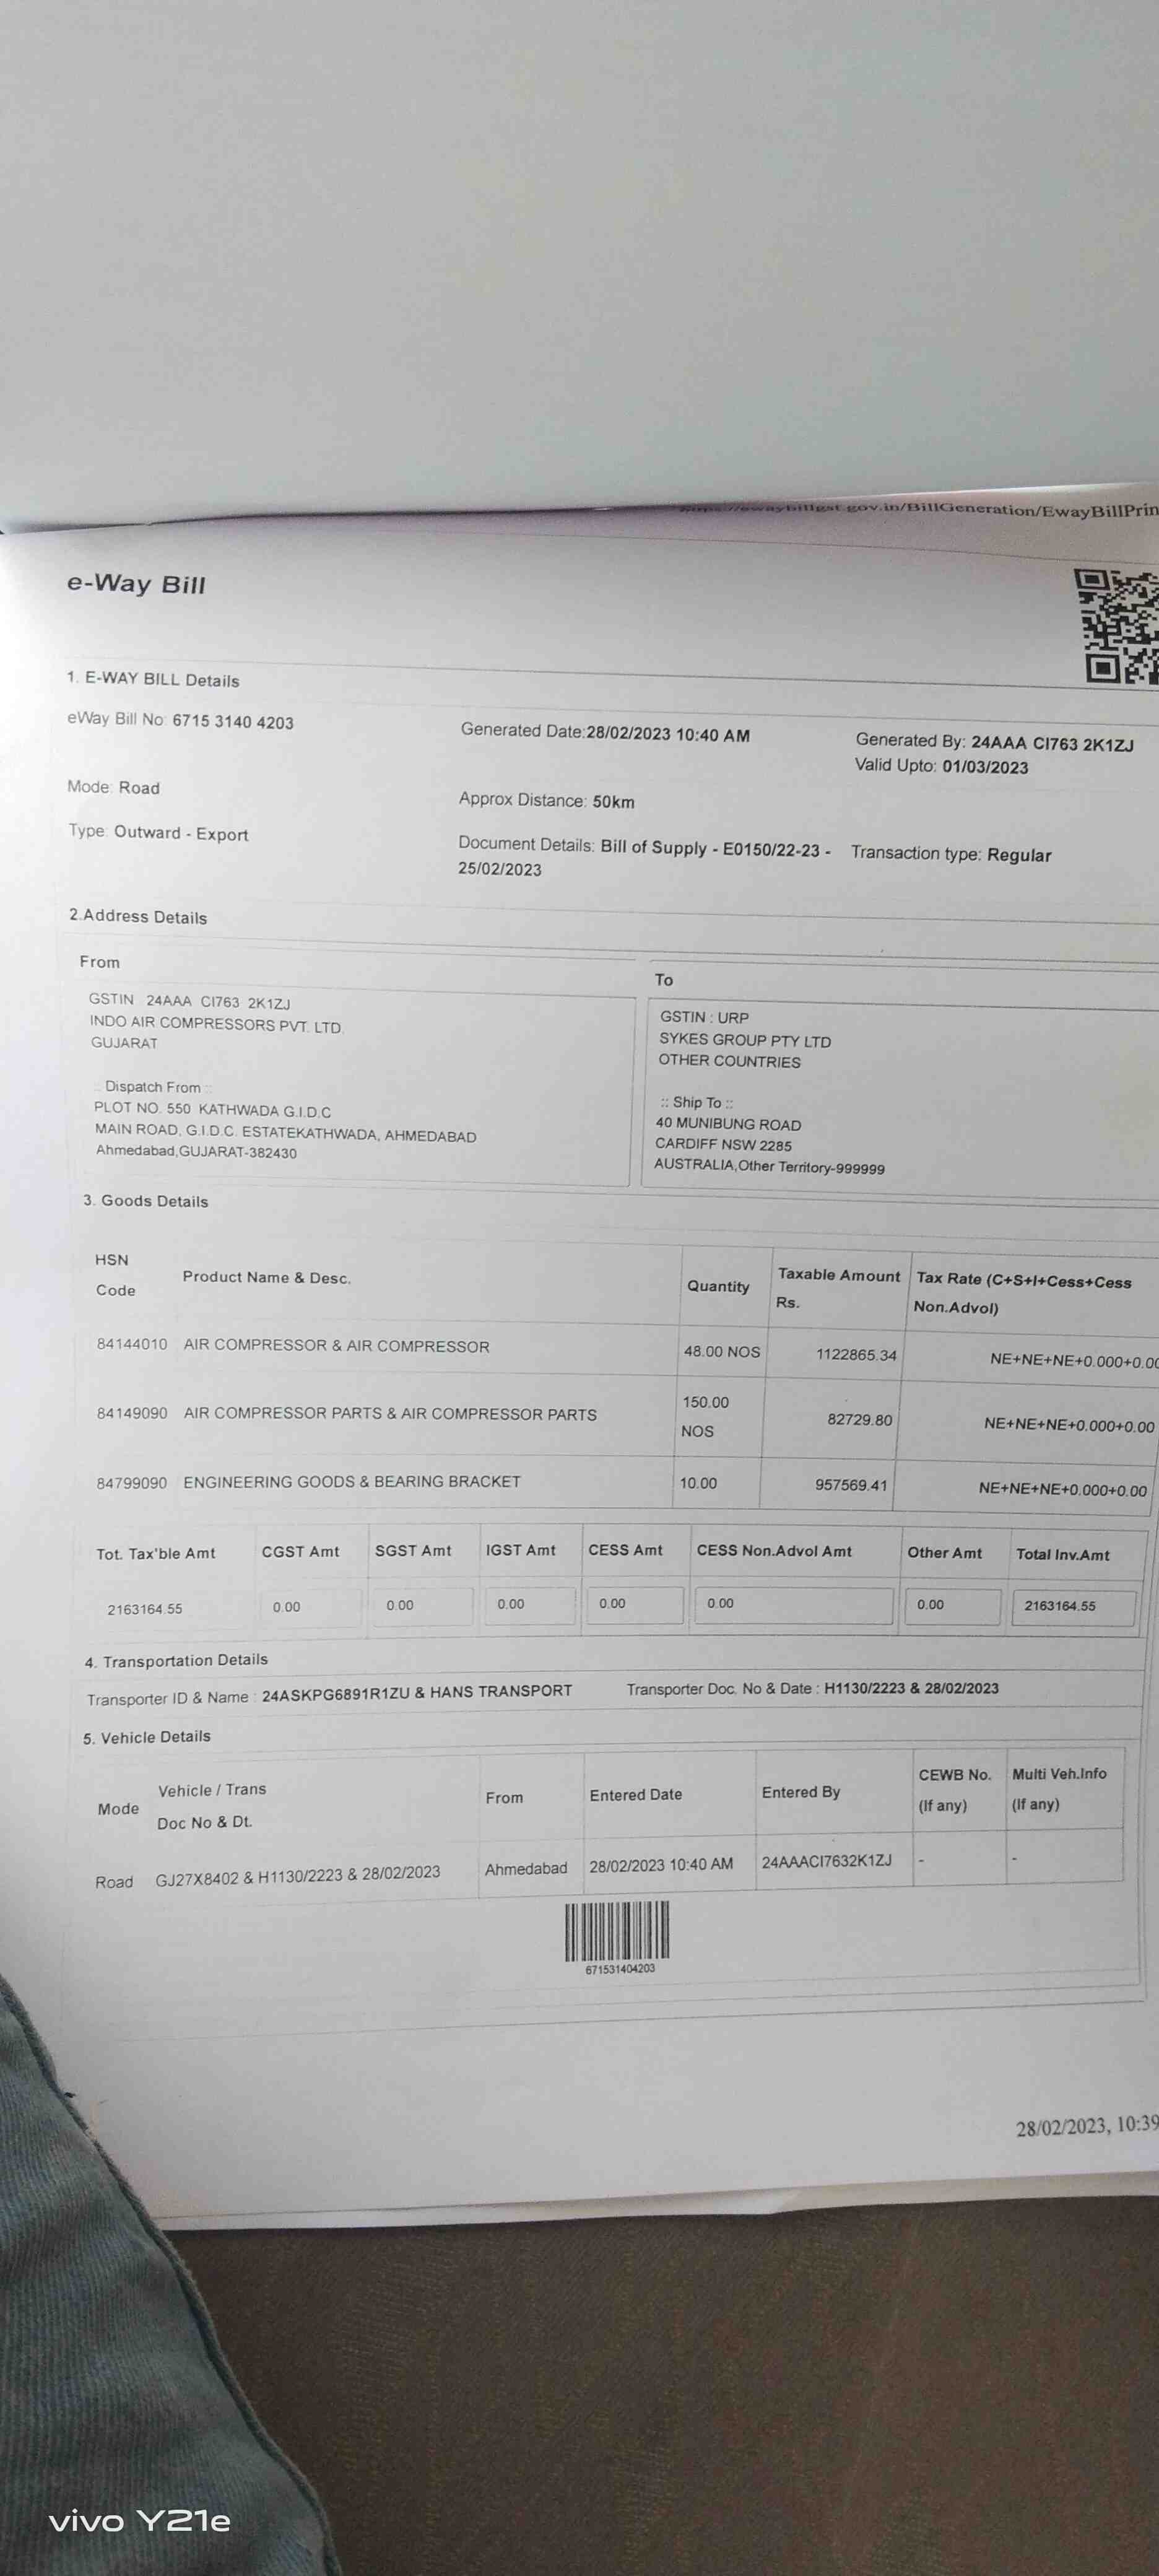 gov.in/BillGeneration/EwayBillPrin
e-Way Bill
1. E-WAY BILL Details
eWay Bill No: 6715 3140 4203
Generated Date:28/02/2023 10:40 AM
Generated By: 24AAA CI763 2K1ZJ
Valid Upto: 01/03/2023
Mode: Road
Approx Distance: 50km
Type: Outward - Export
Document Details: Bill of Supply - E0150/22-23 -
25/02/2023
Transaction type: Regular
2.Address Details
From
GSTIN 24AAA CI763 2K1ZJ
INDO AIR COMPRESSORS PVT. LTD.
GUJARAT
:: Dispatch From ::
PLOT NO. 550 KATHWADA G.I.D.C
MAIN ROAD, G.I.D.C. ESTATEKATHWADA, AHMEDABAD
Ahmedabad,GUJARAT-382430
To
GSTIN : URP
SYKES GROUP PTY LTD
OTHER COUNTRIES
:: Ship To ::
40 MUNIBUNG ROAD
CARDIFF NSW 2285
AUSTRALIA,Other Territory-999999
3. Goods Details
HSN
Code
Product Name & Desc.
Quantity
Taxable Amount
Rs.
Tax Rate (C+S+I+Cess+Cess
Non.Advol)
84144010 AIR COMPRESSOR & AIR COMPRESSOR 48.00 NOS 1122865.34 NE+NE+NE+0.000+0.00
84149090 AIR COMPRESSOR PARTS & AIR COMPRESSOR PARTS 150.00
NOS 82729.80 NE+NE+NE+0.000+0.00
84799090 ENGINEERING GOODS & BEARING BRACKET 10.00 957569.41 NE+NE+NE+0.000+0.00
Tot. Tax'ble Amt CGST Amt SGST Amt IGST Amt CESS Amt CESS Non.Advol Amt Other Amt Total Inv.Amt
2163164.55 0.00 0.00 0.00 0.00 0.00 0.00 2163164.55
4. Transportation Details
Transporter ID & Name : 24ASKPG6891R1ZU & HANS TRANSPORT Transporter Doc. No & Date : H1130/2223 & 28/02/2023
5. Vehicle Details
Mode
Vehicle / Trans
Doc No & Dt.
From
Entered Date
Entered By
CEWB No.
(If any)
Multi Veh.Info
(If any)
Road GJ27X8402 & H1130/2223 & 28/02/2023 Ahmedabad 28/02/2023 10:40 AM 24AAACI7632K1ZJ - -
671531404203
28/02/2023, 10:39
vivo Y21e